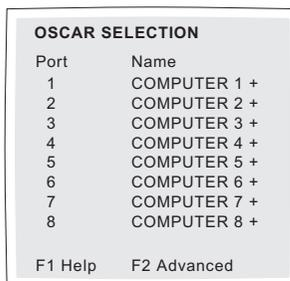 OSCAR SELECTION
Port Name
1 COMPUTER 1 +
2 COMPUTER 2 +
3 COMPUTER 3 +
4 COMPUTER 4 +
5 COMPUTER 5 +
6 COMPUTER 6 +
7 COMPUTER 7 +
8 COMPUTER 8 +
F1 Help F2 Advanced